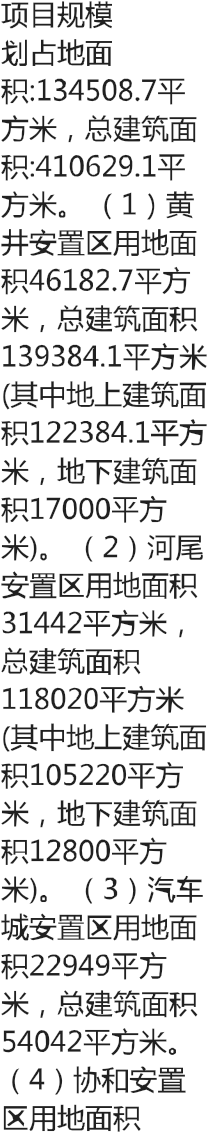 项目规模
划占地面
积:134508.7平
方米，总建筑面
积:410629.1平
方米。（1）黄
井安置区用地面
积46182.7平方
米，总建筑面积
139384.1平方米
(其中地上建筑面
积122384.1平方
米，地下建筑面
积17000平方
米)。（2）河尾
安置区用地面积
31442平方米，
总建筑面积
118020平方米
(其中地上建筑面
积105220平方
米，地下建筑面
积12800平方
米)。（3）汽车
城安置区用地面
积22949平方
米，总建筑面积
54042平方米。
（4）协和安置
区用地面积